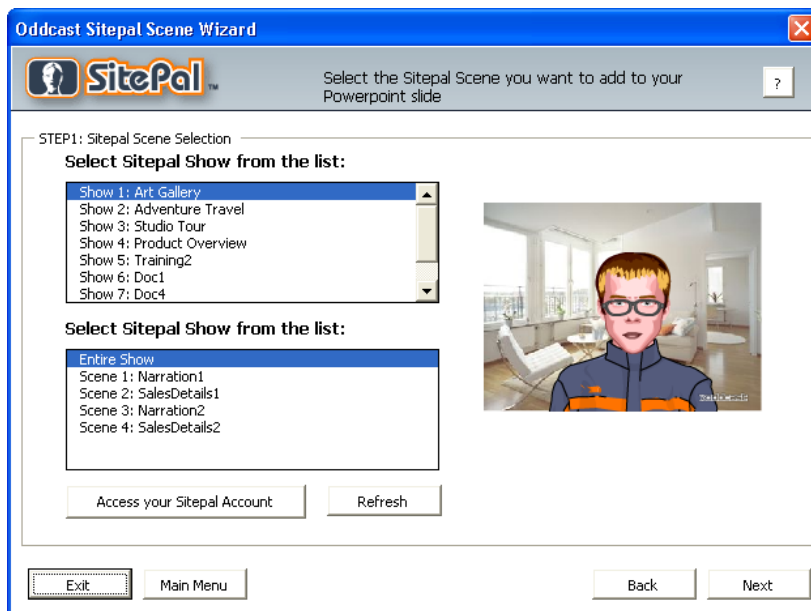 Oddcast Sitepal Scene Wizard
SitePal™
Select the Sitepal Scene you want to add to your
Powerpoint slide
?
STEP1: Sitepal Scene Selection
Select Sitepal Show from the list:
Show 1: Art Gallery
Show 2: Adventure Travel
Show 3: Studio Tour
Show 4: Product Overview
Show 5: Training2
Show 6: Doc1
Show 7: Doc4
Select Sitepal Show from the list:
Entire Show
Scene 1: Narration1
Scene 2: SalesDetails1
Scene 3: Narration2
Scene 4: SalesDetails2
Access your Sitepal Account
Refresh
Exit
Main Menu
Back
Next